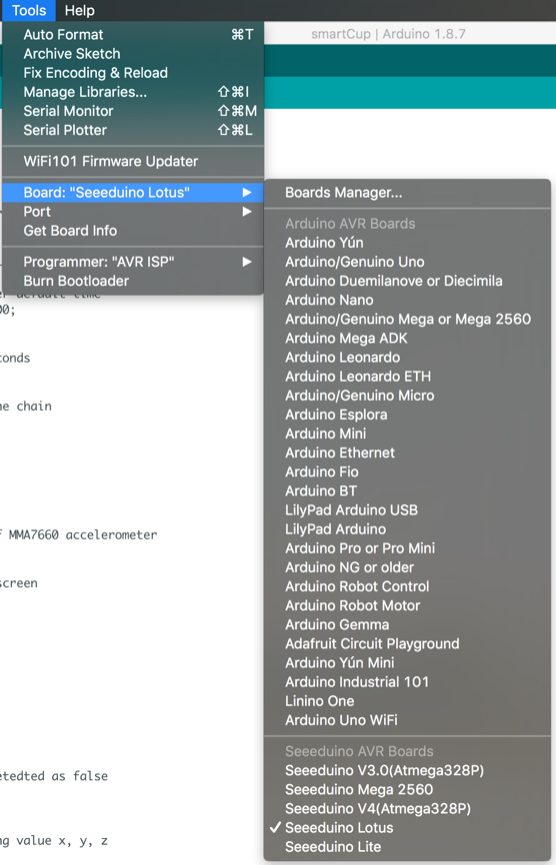 Tools Help
smartCup | Arduino 1.8.7
Auto Format ⌘T
Archive Sketch
Fix Encoding & Reload
Manage Libraries... ⇧⌘I
Serial Monitor ⇧⌘M
Serial Plotter ⇧⌘L
WiFi101 Firmware Updater
Board: "Seeeduino Lotus"
Port
Get Board Info
Programmer: "AVR ISP"
Burn Bootloader
Boards Manager...
Arduino AVR Boards
Arduino Yún
Arduino/Genuino Uno
Arduino Duemilanove or Diecimila
Arduino Nano
Arduino/Genuino Mega or Mega 2560
Arduino Mega ADK
Arduino Leonardo
Arduino Leonardo ETH
Arduino/Genuino Micro
Arduino Esplora
Arduino Mini
Arduino Ethernet
Arduino Fio
Arduino BT
LilyPad Arduino USB
LilyPad Arduino
Arduino Pro or Pro Mini
Arduino NG or older
Arduino Robot Control
Arduino Robot Motor
Arduino Gemma
Adafruit Circuit Playground
Arduino Yún Mini
Arduino Industrial 101
Linino One
Arduino Uno WiFi
Seeeduino AVR Boards
Seeeduino V3.0(Atmega328P)
Seeeduino Mega 2560
Seeeduino V4(Atmega328P)
✓ Seeeduino Lotus
Seeeduino Lite
00;
conds
he chain
f MMA7660 accelerometer
screen
etedted as false
ng value x, y, z